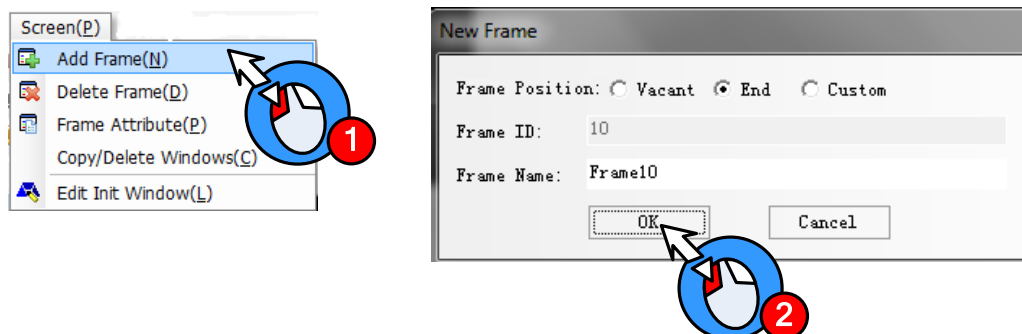 Screen(P)
Add Frame(N)
Delete Frame(D)
Frame Attribute(P)
Copy/Delete Windows(C)
Edit Init Window(L)
1
New Frame
Frame Position: Vacant End Custom
Frame ID: 10
Frame Name: Frame10
OK Cancel
2